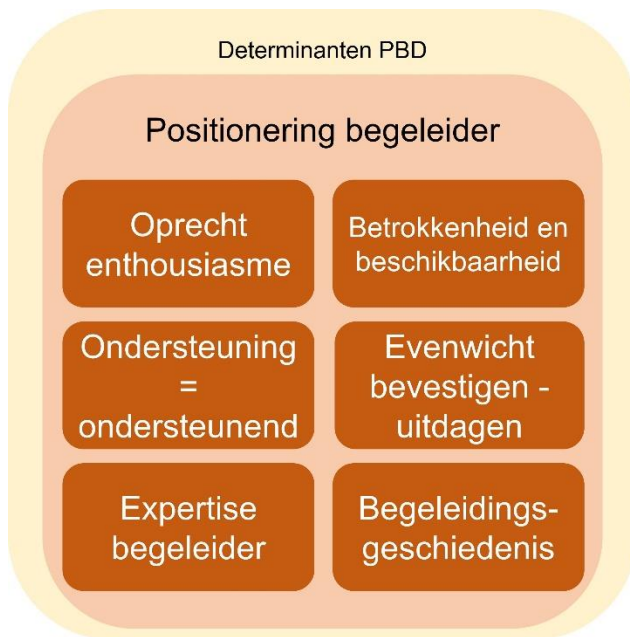 Determinanten PBD
Positionering begeleider
Oprecht
enthousiasme
Betrokkenheid en
beschikbaarheid
Ondersteuning
=
ondersteunend
Evenwicht
bevestigen -
uitdagen
Expertise
begeleider
Begeleidings-
geschiedenis